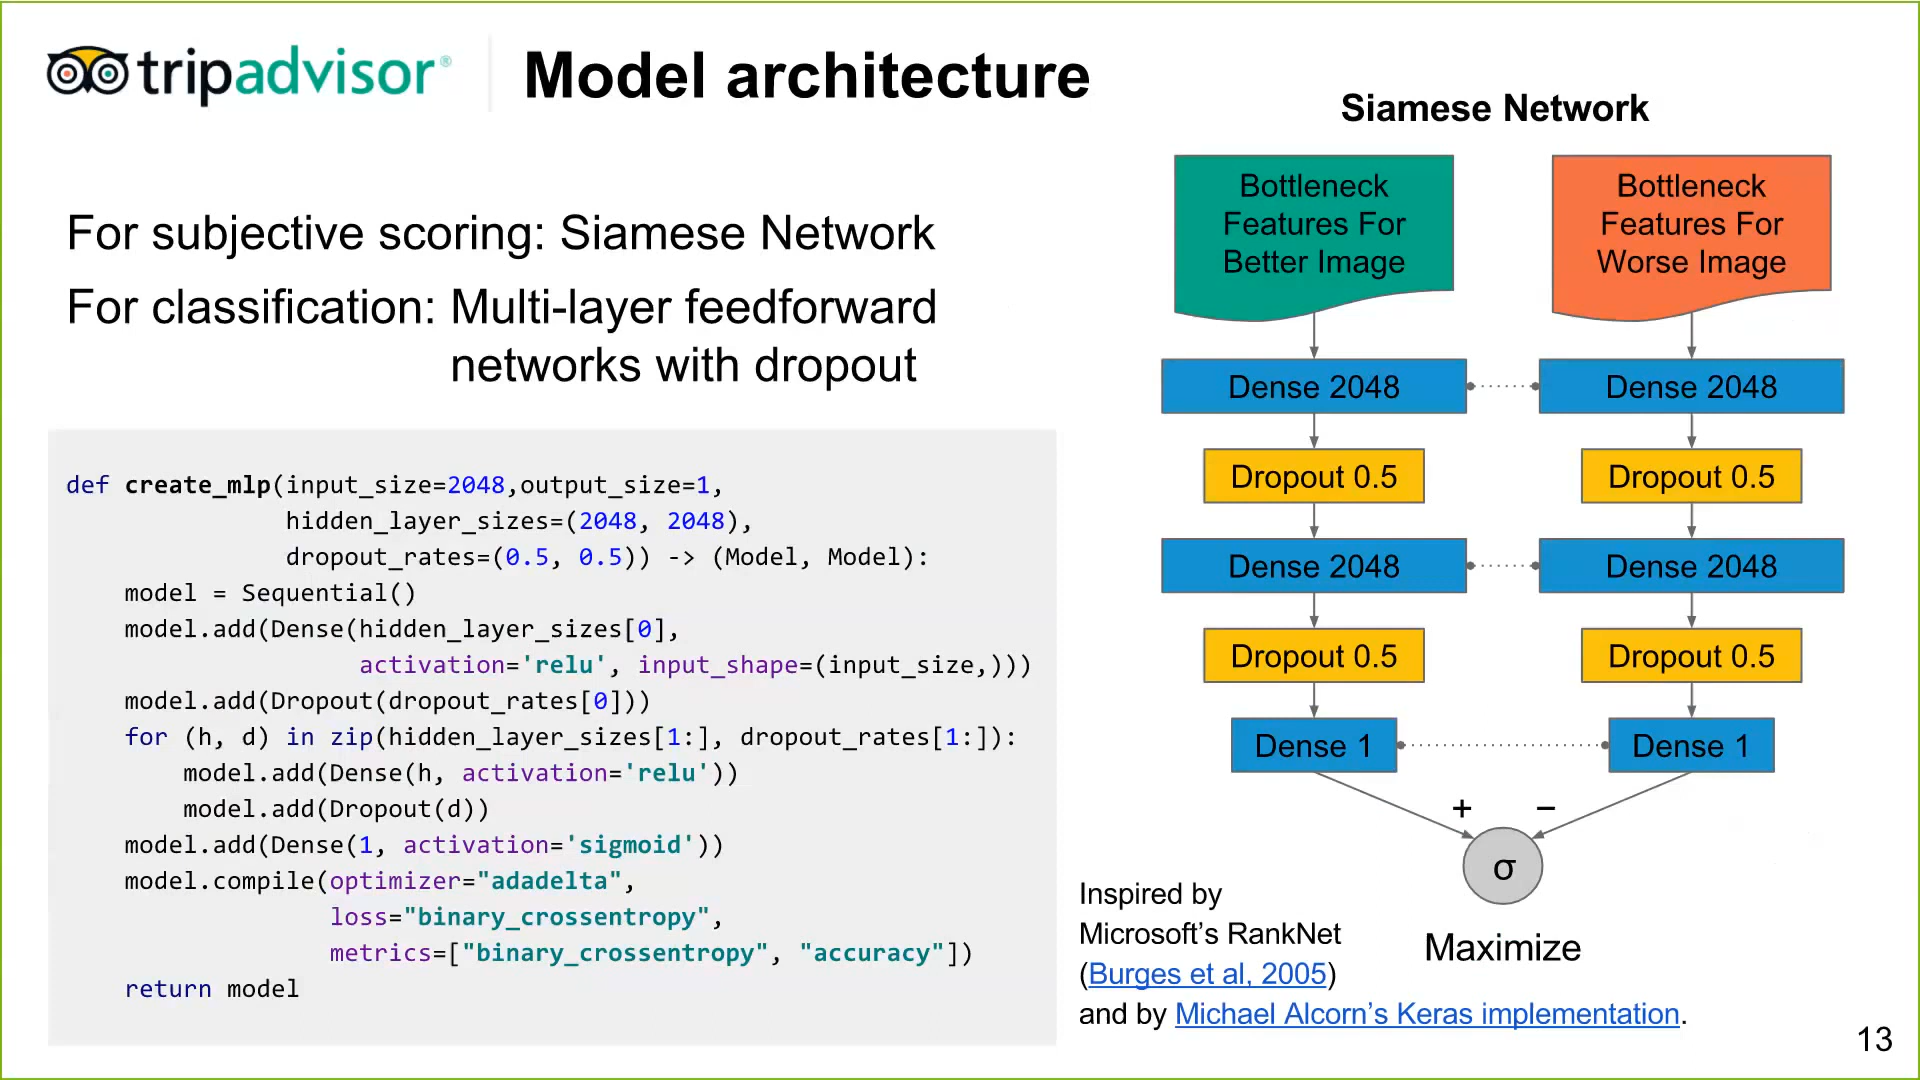 tripadvisor®
Model architecture
For subjective scoring: Siamese Network
For classification: Multi-layer feedforward
networks with dropout
def create_mlp(input_size=2048,output_size=1,
               hidden_layer_sizes=(2048, 2048),
               dropout_rates=(0.5, 0.5)) -> (Model, Model):
    model = Sequential()
    model.add(Dense(hidden_layer_sizes[0],
                    activation='relu', input_shape=(input_size,)))
    model.add(Dropout(dropout_rates[0]))
    for (h, d) in zip(hidden_layer_sizes[1:], dropout_rates[1:]):
        model.add(Dense(h, activation='relu'))
        model.add(Dropout(d))
    model.add(Dense(1, activation='sigmoid'))
    model.compile(optimizer="adadelta",
                  loss="binary_crossentropy",
                  metrics=["binary_crossentropy", "accuracy"])
    return model
Siamese Network
Bottleneck
Features For
Better Image
Bottleneck
Features For
Worse Image
Dense 2048
Dense 2048
Dropout 0.5
Dropout 0.5
Dense 2048
Dense 2048
Dropout 0.5
Dropout 0.5
Dense 1
Dense 1
+
−
σ
Maximize
Inspired by
Microsoft’s RankNet
(Burges et al, 2005)
and by Michael Alcorn’s Keras implementation.
13